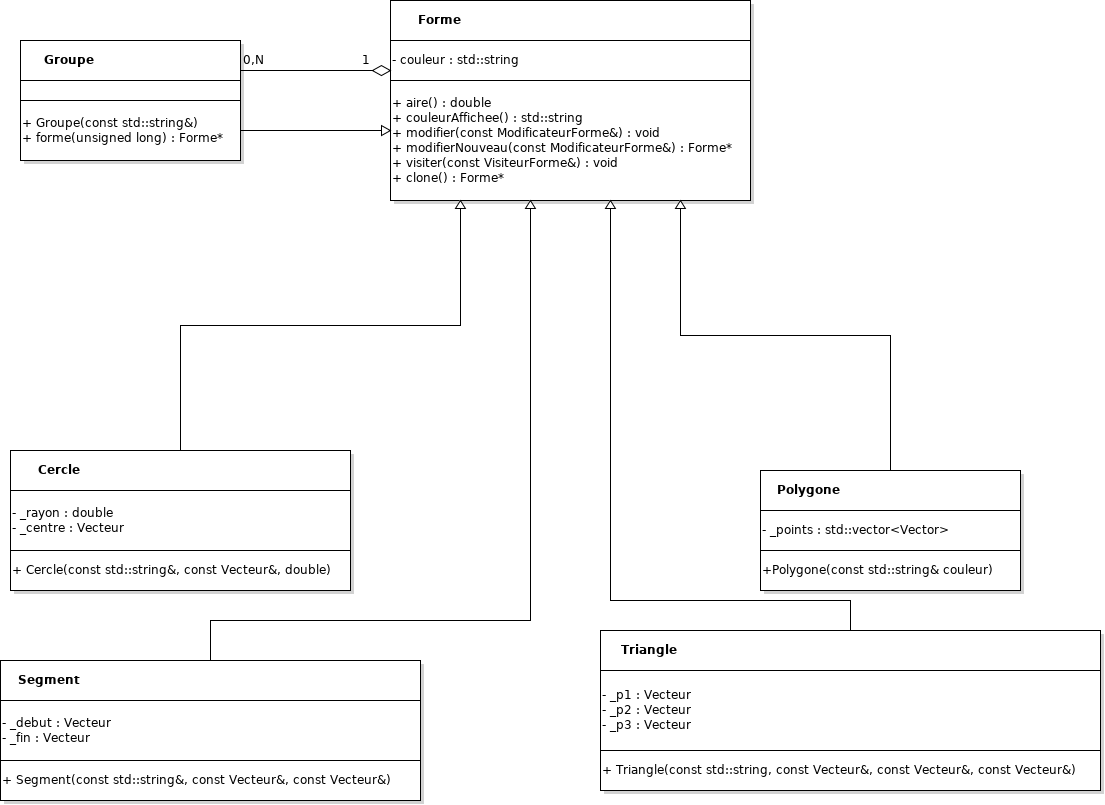 Forme
- couleur : std::string
+ aire() : double
+ couleurAffichee() : std::string
+ modifier(const ModificateurForme&) : void
+ modifierNouveau(const ModificateurForme&) : Forme*
+ visiter(const VisiteurForme&) : void
+ clone() : Forme*
Groupe
+ Groupe(const std::string&)
+ forme(unsigned long) : Forme*
0,N
1
Cercle
- _rayon : double
- _centre : Vecteur
+ Cercle(const std::string&, const Vecteur&, double)
Polygone
- _points : std::vector<Vector>
+Polygone(const std::string& couleur)
Segment
- _debut : Vecteur
- _fin : Vecteur
+ Segment(const std::string&, const Vecteur&, const Vecteur&)
Triangle
- _p1 : Vecteur
- _p2 : Vecteur
- _p3 : Vecteur
+ Triangle(const std::string, const Vecteur&, const Vecteur&, const Vecteur&)